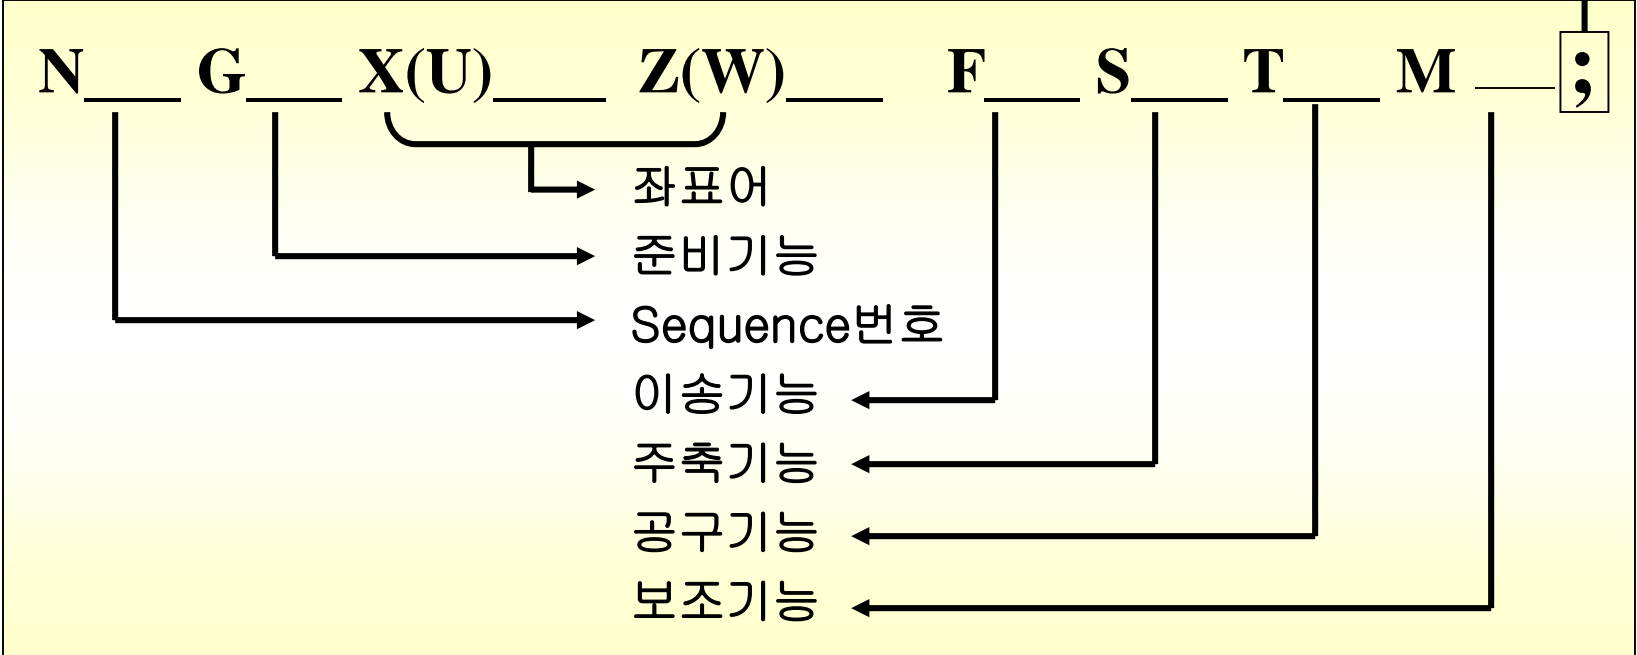 N___ G___ X(U)___ Z(W)___ F___ S___ T___ M ___;
좌표어
준비기능
Sequence번호
이송기능
주축기능
공구기능
보조기능